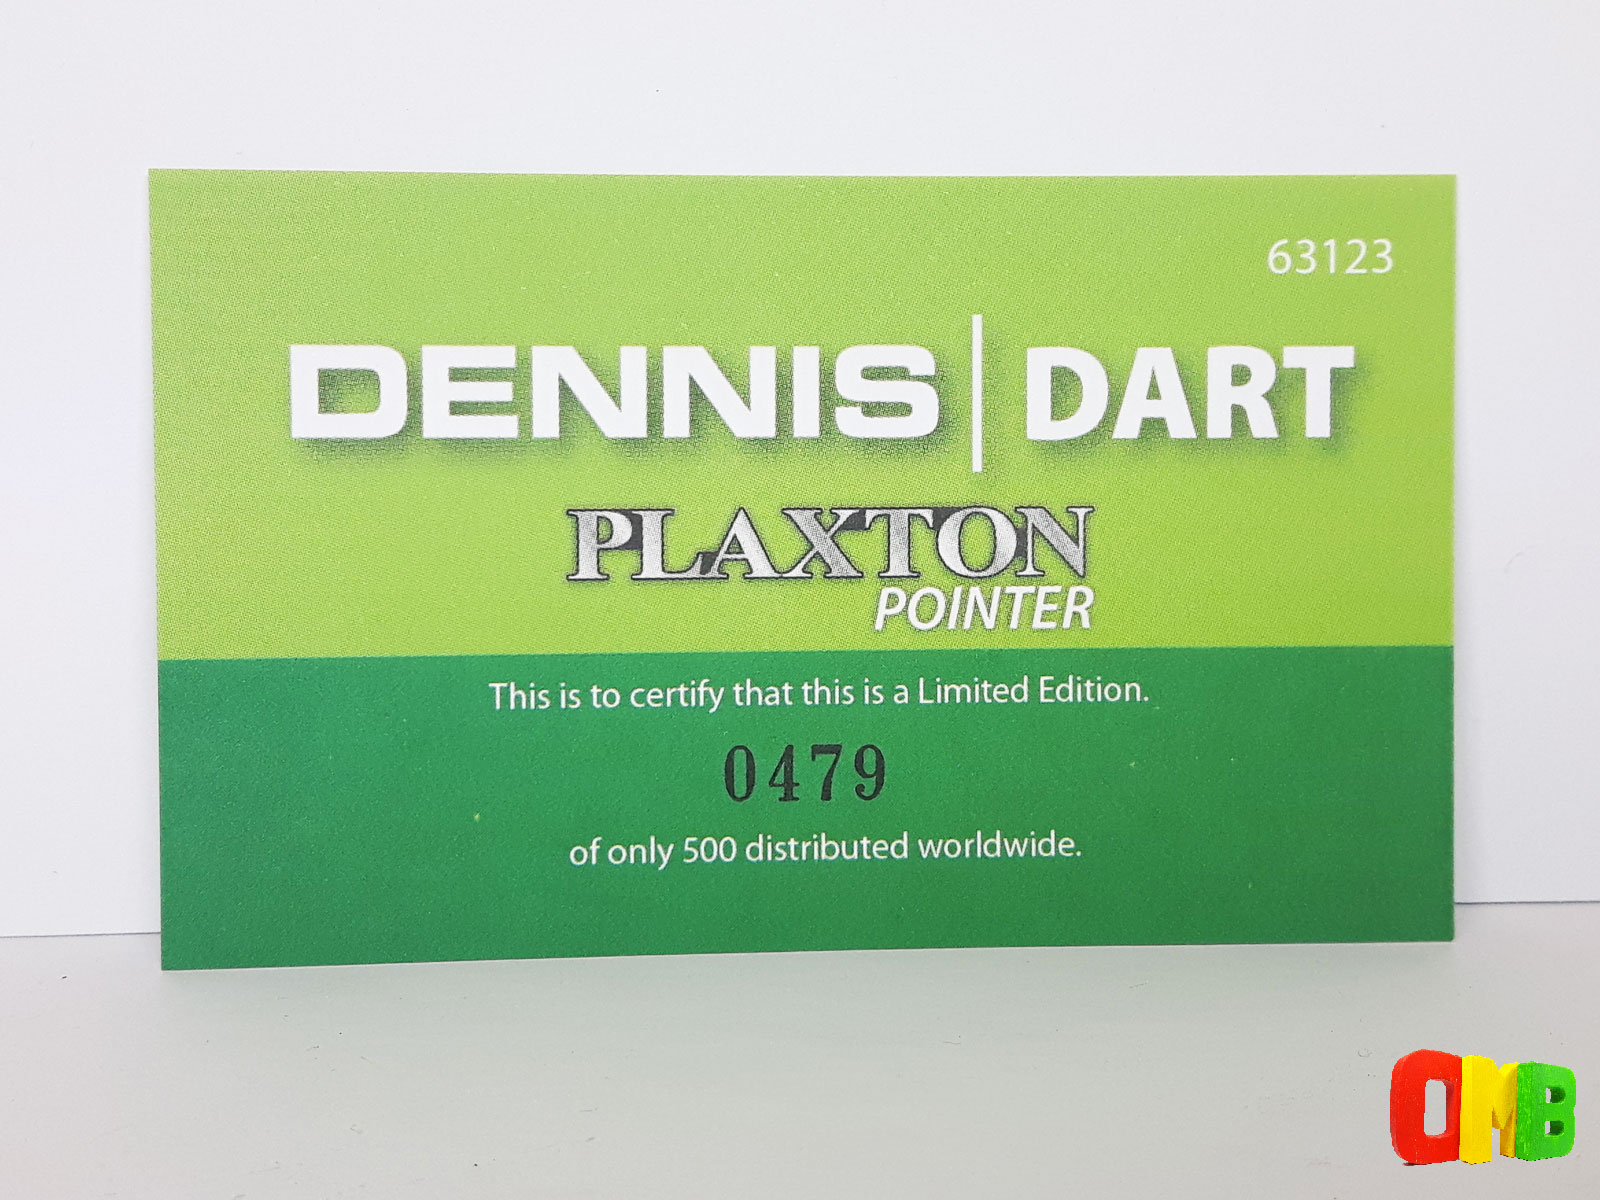 63123
DENNIS | DART
PLAXTON
POINTER
This is to certify that this is a Limited Edition.
0479
of only 500 distributed worldwide.
OMB